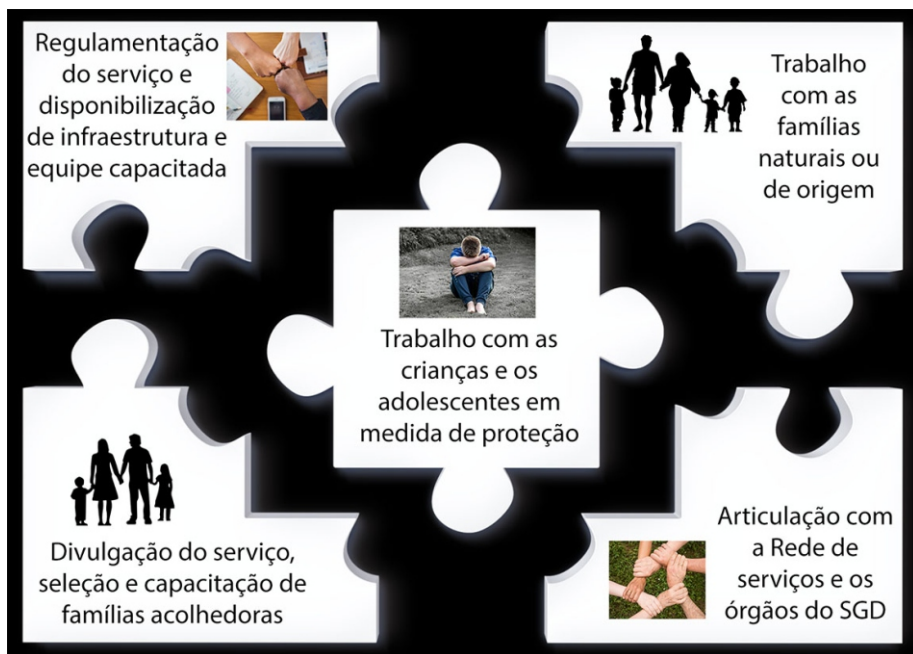 Regulamentação
do serviço e
disponibilização
de infraestrutura e
equipe capacitada
Trabalho
com as
famílias
naturais ou
de origem
Trabalho com as
crianças e os
adolescentes em
medida de proteção
Divulgação do serviço,
seleção e capacitação de
famílias acolhedoras
Articulação com
a Rede de
serviços e os
órgãos do SGD